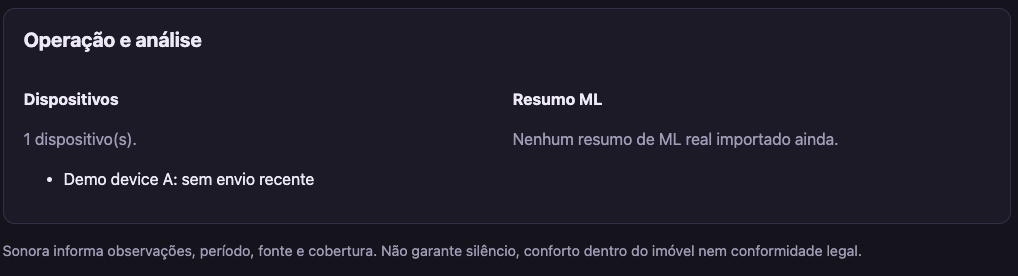 Operação e análise
Dispositivos
1 dispositivo(s).
• Demo device A: sem envio recente
Resumo ML
Nenhum resumo de ML real importado ainda.
Sonora informa observações, período, fonte e cobertura. Não garante silêncio, conforto dentro do imóvel nem conformidade legal.